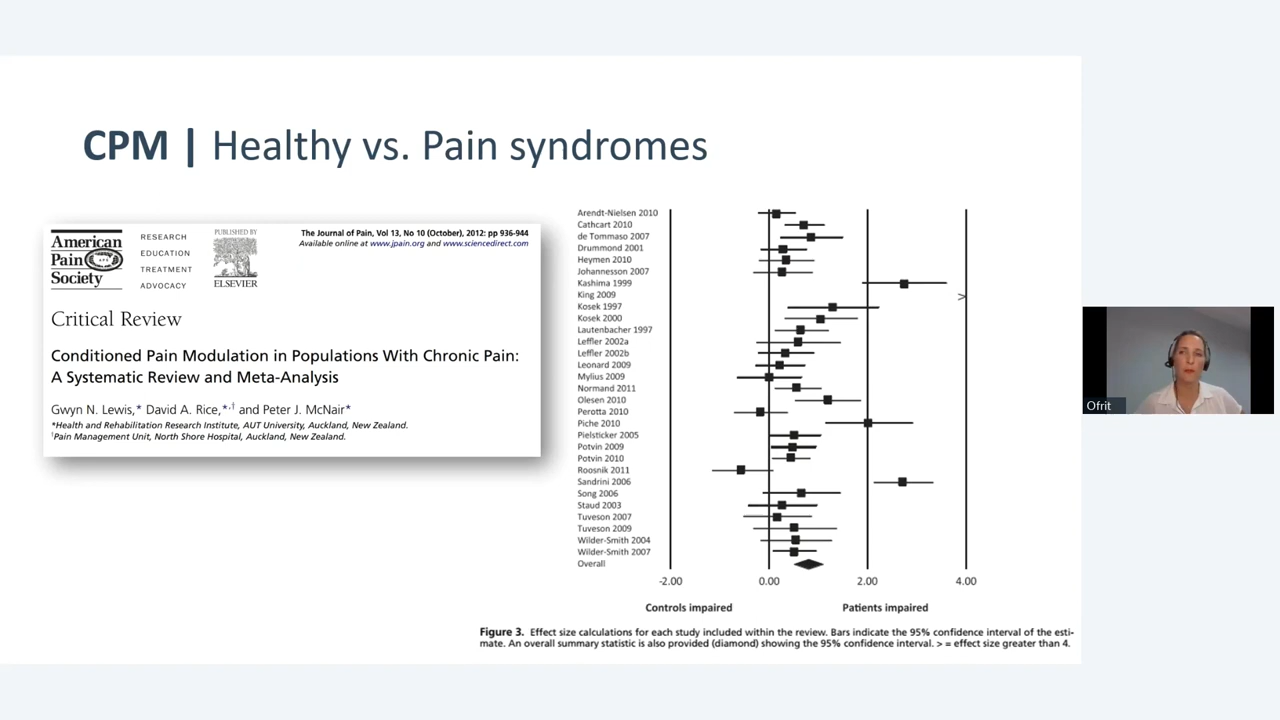 CPM | Healthy vs. Pain syndromes
American
Pain
Society
RESEARCH
EDUCATION
TREATMENT
ADVOCACY
PUBLISHED BY
ELSEVIER
The Journal of Pain, Vol 13, No 10 (October), 2012: pp 936-944
Available online at www.jpain.org and www.sciencedirect.com
Critical Review
Conditioned Pain Modulation in Populations With Chronic Pain:
A Systematic Review and Meta-Analysis
Gwyn N. Lewis,* David A. Rice,*,† and Peter J. McNair*
*Health and Rehabilitation Research Institute, AUT University, Auckland, New Zealand.
†Pain Management Unit, North Shore Hospital, Auckland, New Zealand.
Arendt-Nielsen 2010
Cathcart 2010
de Tommaso 2007
Drummond 2001
Heymen 2010
Johannesson 2007
Kashima 1999
King 2009
>
Kosek 1997
Kosek 2000
Lautenbacher 1997
Leffler 2002a
Leffler 2002b
Leonard 2009
Mylius 2009
Normand 2011
Olesen 2010
Perotta 2010
Piche 2010
Pielsticker 2005
Potvin 2009
Potvin 2010
Roosnik 2011
Sandrini 2006
Song 2006
Staud 2003
Tuveson 2007
Tuveson 2009
Wilder-Smith 2004
Wilder-Smith 2007
Overall
-2.00 0.00 2.00 4.00
Controls impaired Patients impaired
Figure 3. Effect size calculations for each study included within the review. Bars indicate the 95% confidence interval of the esti-
mate. An overall summary statistic is also provided (diamond) showing the 95% confidence interval. > = effect size greater than 4.
Ofrit